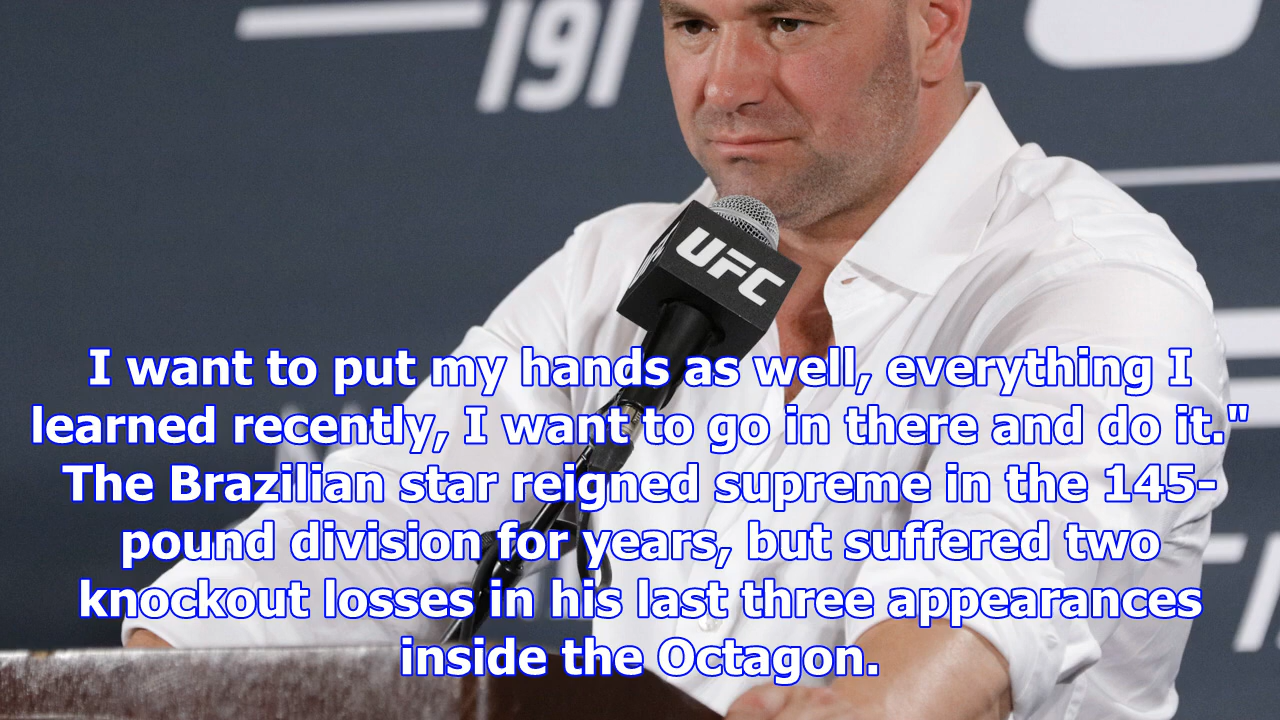 191
UFC
I want to put my hands as well, everything I
learned recently, I want to go in there and do it."
The Brazilian star reigned supreme in the 145-
pound division for years, but suffered two
knockout losses in his last three appearances
inside the Octagon.